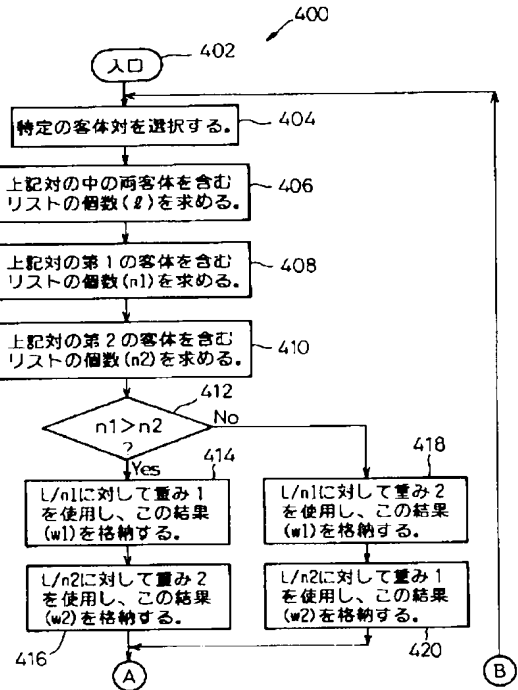 400
入口
402
特定の客体対を選択する。
404
上記対の中の両客体を含む
リストの個数(ℓ)を求める。
406
上記対の第1の客体を含む
リストの個数(n1)を求める。
408
上記対の第2の客体を含む
リストの個数(n2)を求める。
410
412
n1>n2
?
No
Yes
414
L/n1に対して重み1
を使用し、この結果
(w1)を格納する。
418
L/n1に対して重み2
を使用し、この結果
(w1)を格納する。
L/n2に対して重み2
を使用し、この結果
(w2)を格納する。
416
L/n2に対して重み1
を使用し、この結果
(w2)を格納する。
420
A
B